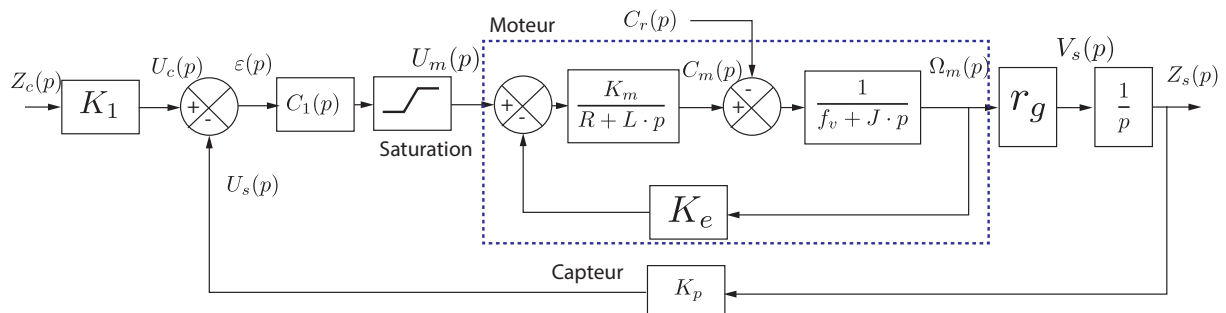 Moteur
C_r(p)
Z_c(p)
K_1
U_c(p)
+
-
ε(p)
C_1(p)
U_m(p)
Saturation
+
-
K_m
R + L · p
C_m(p)
-
+
1
f_v + J · p
Ω_m(p)
r_g
V_s(p)
1
p
Z_s(p)
U_s(p)
K_e
Capteur
K_p